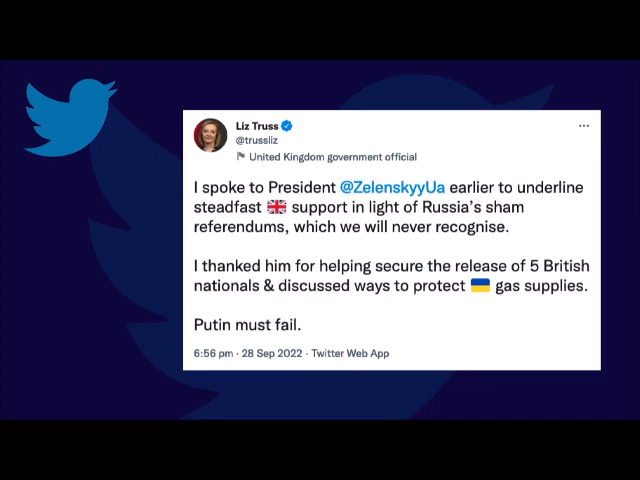 Liz Truss
@trussliz
United Kingdom government official
I spoke to President @ZelenskyyUa earlier to underline
steadfast 🇬🇧 support in light of Russia's sham
referendums, which we will never recognise.
I thanked him for helping secure the release of 5 British
nationals & discussed ways to protect 🇺🇦 gas supplies.
Putin must fail.
6:56 pm · 28 Sep 2022 · Twitter Web App